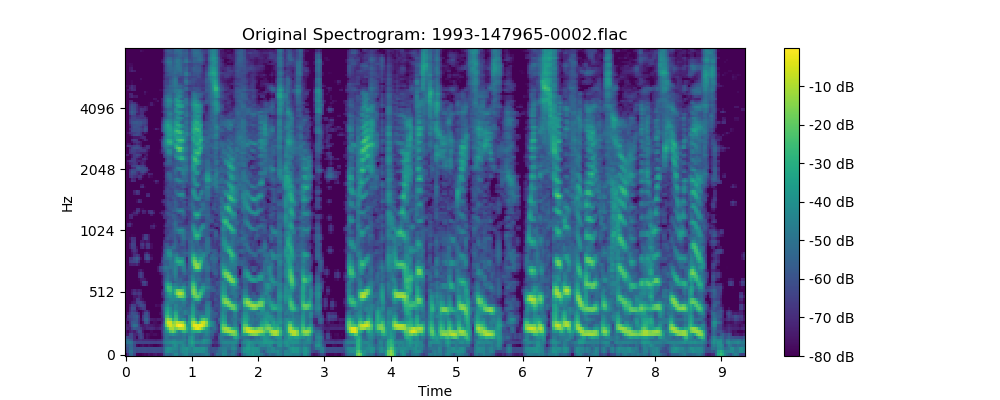 Original Spectrogram: 1993-147965-0002.flac
Hz
4096
2048
1024
512
0
0 1 2 3 4 5 6 7 8 9
Time
-10 dB
-20 dB
-30 dB
-40 dB
-50 dB
-60 dB
-70 dB
-80 dB